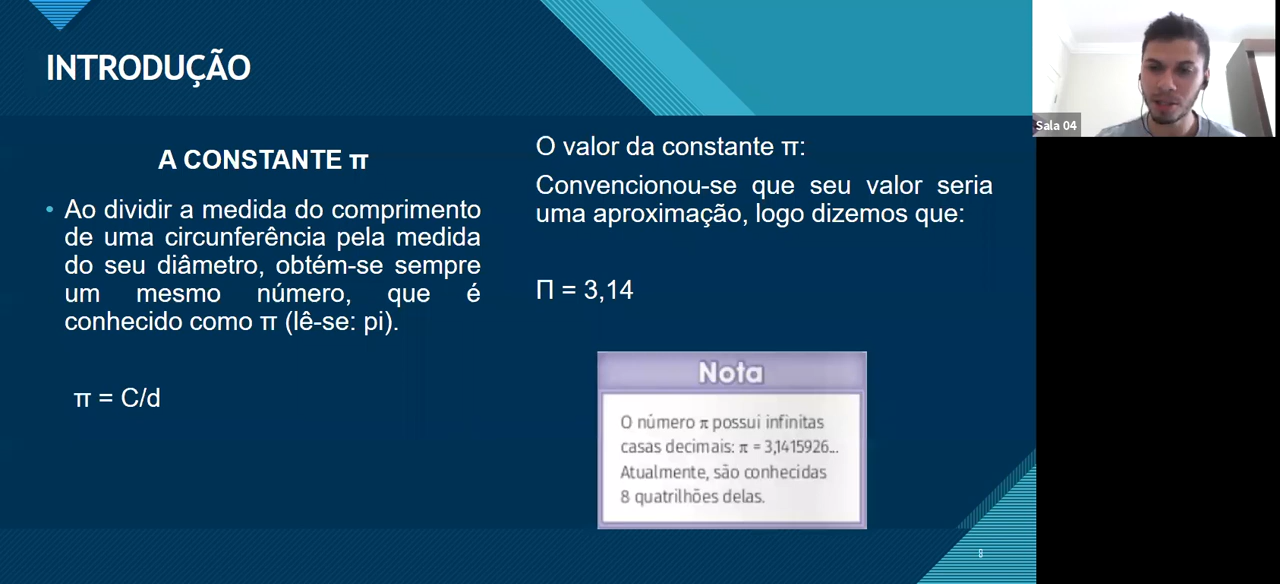 INTRODUÇÃO
A CONSTANTE π
• Ao dividir a medida do comprimento
de uma circunferência pela medida
do seu diâmetro, obtém-se sempre
um mesmo número, que é
conhecido como π (lê-se: pi).
π = C/d
O valor da constante π:
Convencionou-se que seu valor seria
uma aproximação, logo dizemos que:
Π = 3,14
Nota
O número π possui infinitas
casas decimais: π = 3,1415926...
Atualmente, são conhecidas
8 quatrilhões delas.
8
Sala 04